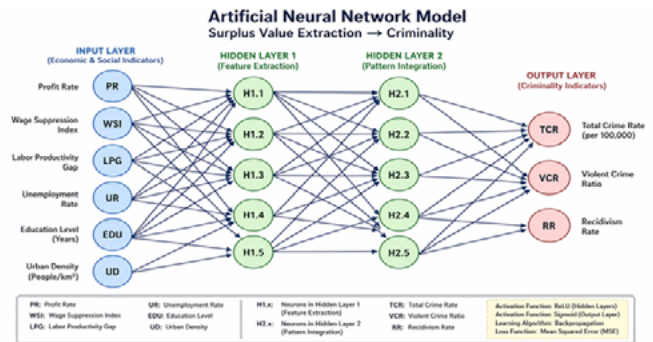 Artificial Neural Network Model
Surplus Value Extraction → Criminality
INPUT LAYER
(Economic & Social Indicators)
HIDDEN LAYER 1
(Feature Extraction)
HIDDEN LAYER 2
(Pattern Integration)
OUTPUT LAYER
(Criminality Indicators)
Profit Rate
PR
Wage Suppression
Index
WSI
Labor Productivity
Gap
LPG
Unemployment
Rate
UR
Education Level
(Years)
EDU
Urban Density
(People/km²)
UD
H1.1
H1.2
H1.3
H1.4
H1.5
H2.1
H2.2
H2.3
H2.4
H2.5
TCR
Total Crime Rate
(per 100,000)
VCR
Violent Crime
Ratio
RR
Recidivism
Rate
PR: Profit Rate
WSI: Wage Suppression Index
LPG: Labor Productivity Gap
UR: Unemployment Rate
EDU: Education Level
UD: Urban Density
H1.x: Neurons in Hidden Layer 1
(Feature Extraction)
H2.x: Neurons in Hidden Layer 2
(Pattern Integration)
TCR: Total Crime Rate
VCR: Violent Crime Ratio
RR: Recidivism Rate
Activation Function: ReLU (Hidden Layers)
Activation Function: Sigmoid (Output Layer)
Learning Algorithm: Backpropagation
Loss Function: Mean Squared Error (MSE)